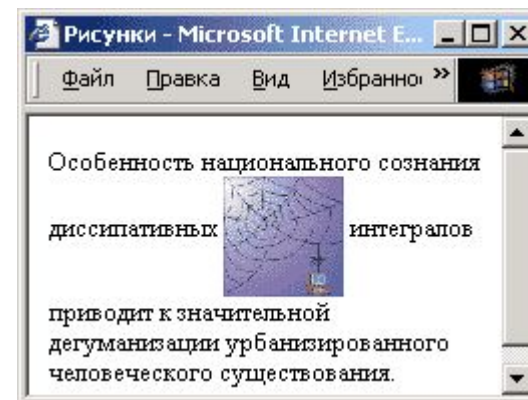 Рисунки - Microsoft Internet E...
Файл Правка Вид Избранно »
Особенность национального сознания
диссипативных интегралов
приводит к значительной
дегуманизации урбанизированного
человеческого существования.